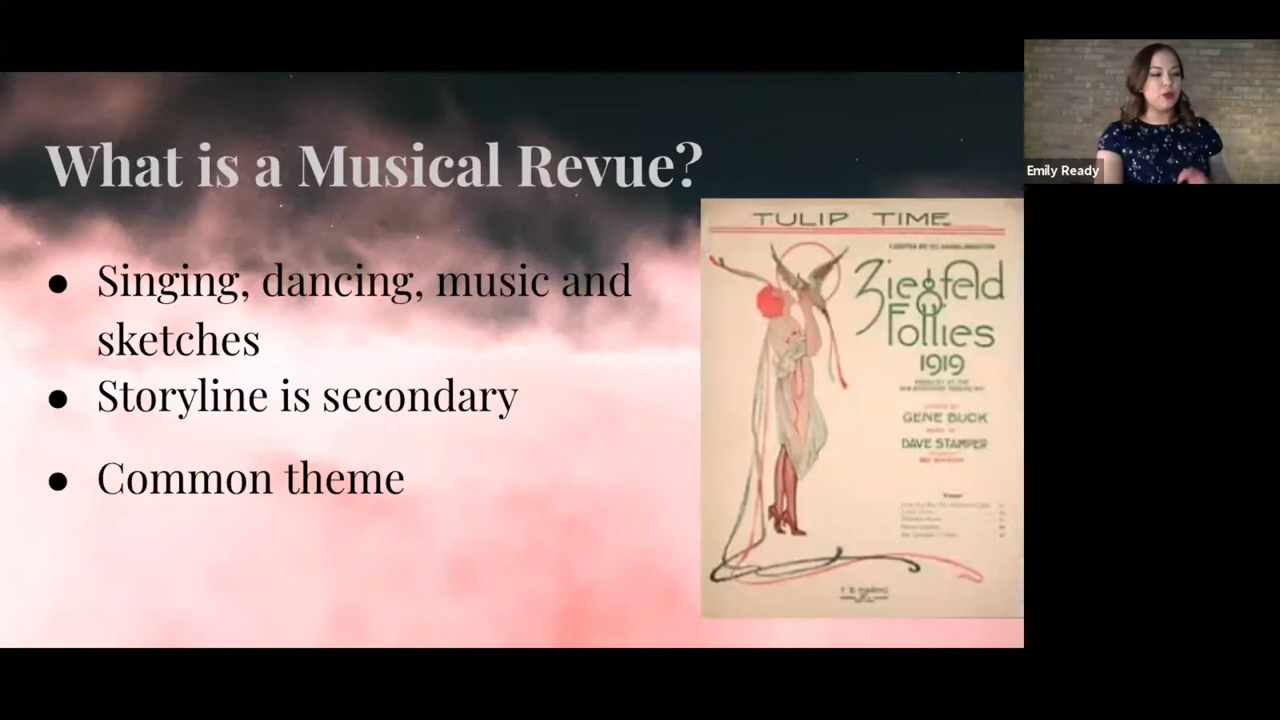 What is a Musical Revue?
Singing, dancing, music and
sketches
Storyline is secondary
Common theme
TULIP TIME
Ziegfeld
Follies
1919
GENE BUCK
DAVE STAMPER
Emily Ready